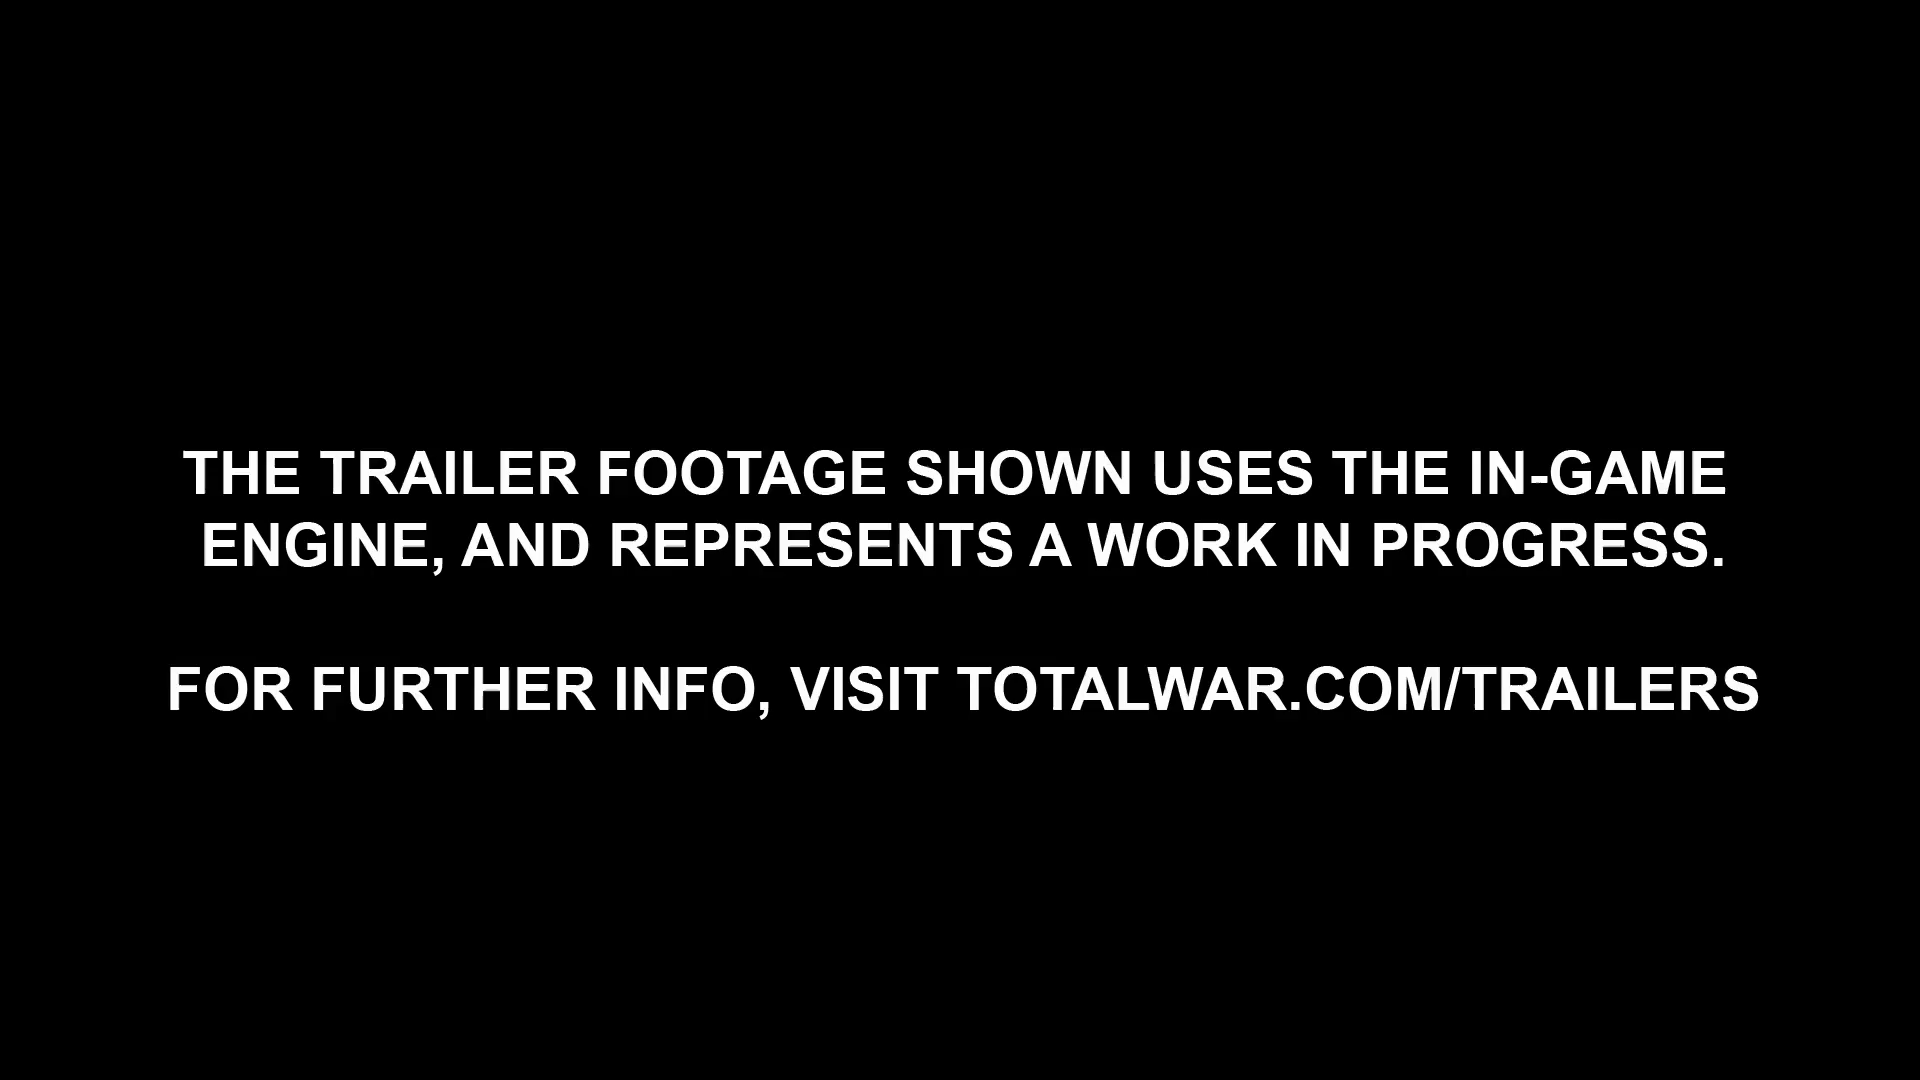 THE TRAILER FOOTAGE SHOWN USES THE IN-GAME
ENGINE, AND REPRESENTS A WORK IN PROGRESS.
FOR FURTHER INFO, VISIT TOTALWAR.COM/TRAILERS